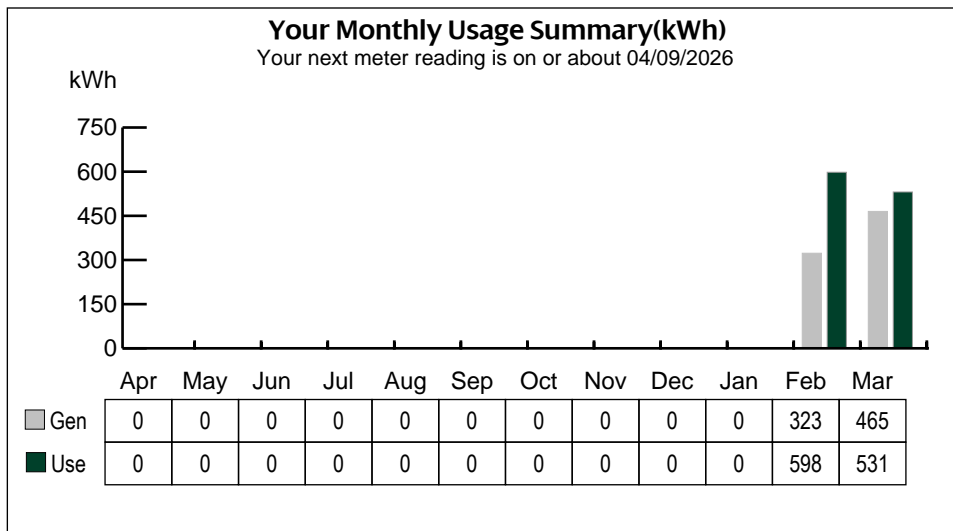 Your Monthly Usage Summary(kWh)
Your next meter reading is on or about 04/09/2026
kWh
750
600
450
300
150
0
Apr May Jun Jul Aug Sep Oct Nov Dec Jan Feb Mar
Gen 0 0 0 0 0 0 0 0 0 0 323 465
Use 0 0 0 0 0 0 0 0 0 0 598 531